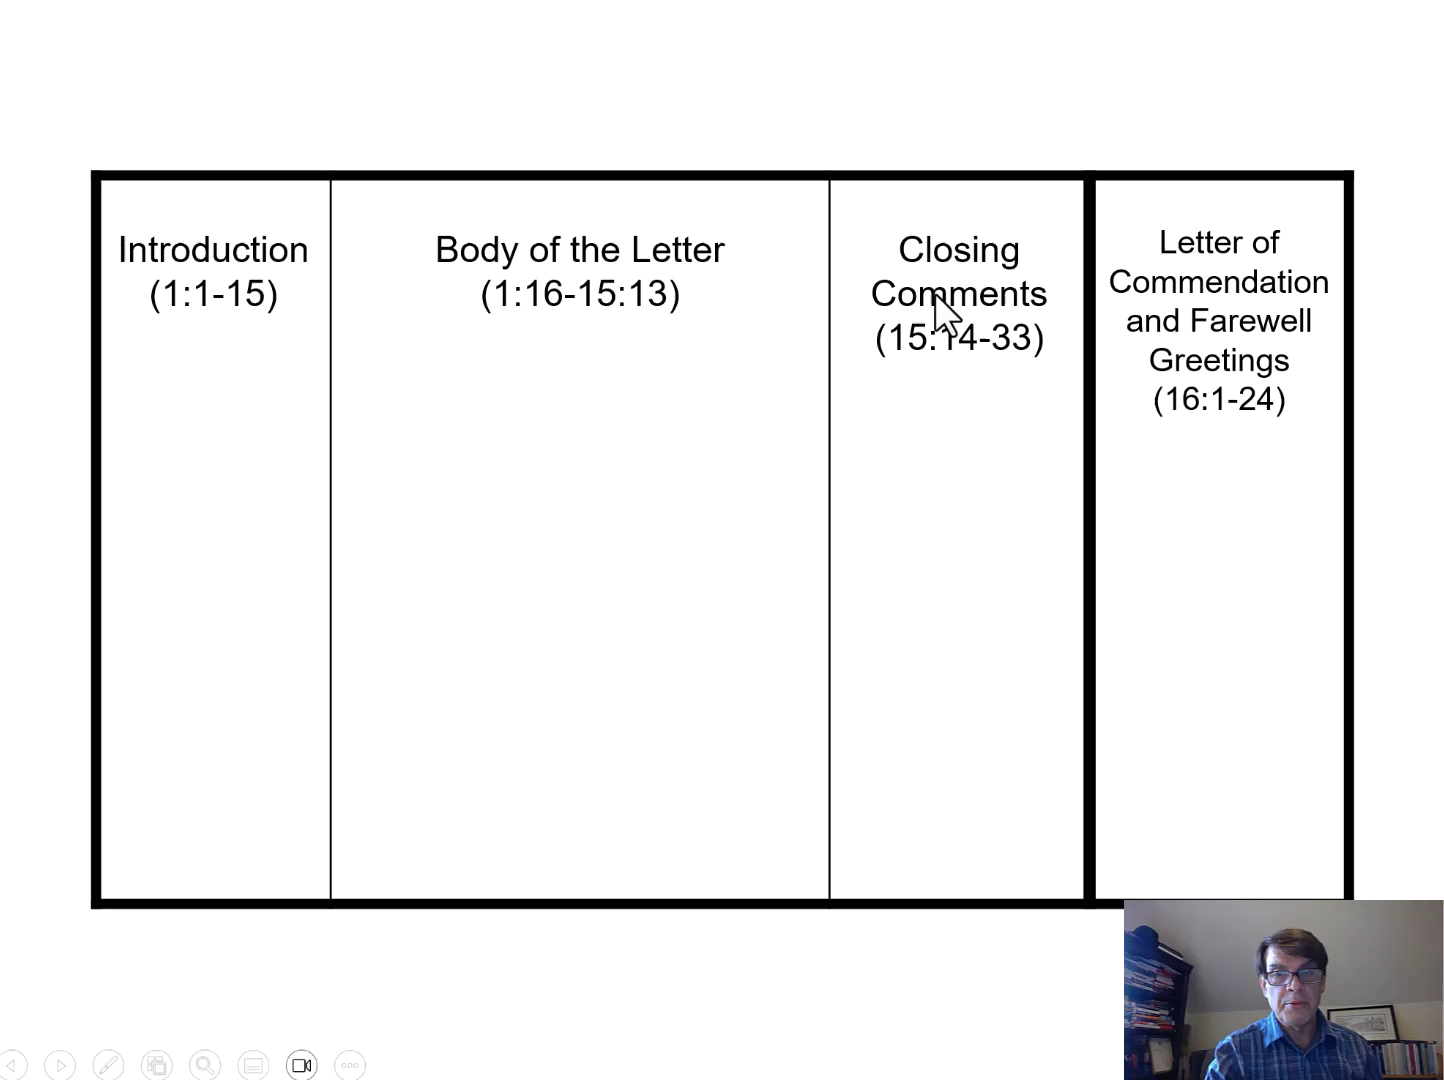 Introduction
(1:1-15)
Body of the Letter
(1:16-15:13)
Closing
Comments
(15:14-33)
Letter of
Commendation
and Farewell
Greetings
(16:1-24)